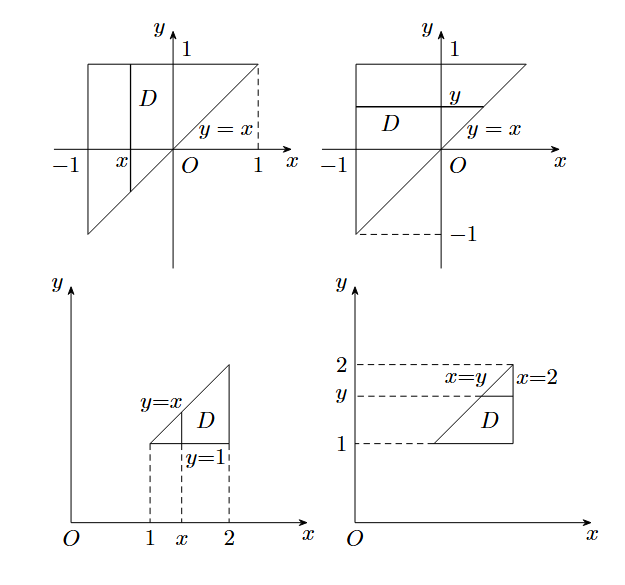 y
1
D
y = x
−1
x
O
1
x
y
1
y
D
y = x
−1
O
x
−1
y
y=x
D
y=1
O
1
x
2
x
y
2
x=y
x=2
y
D
1
O
x